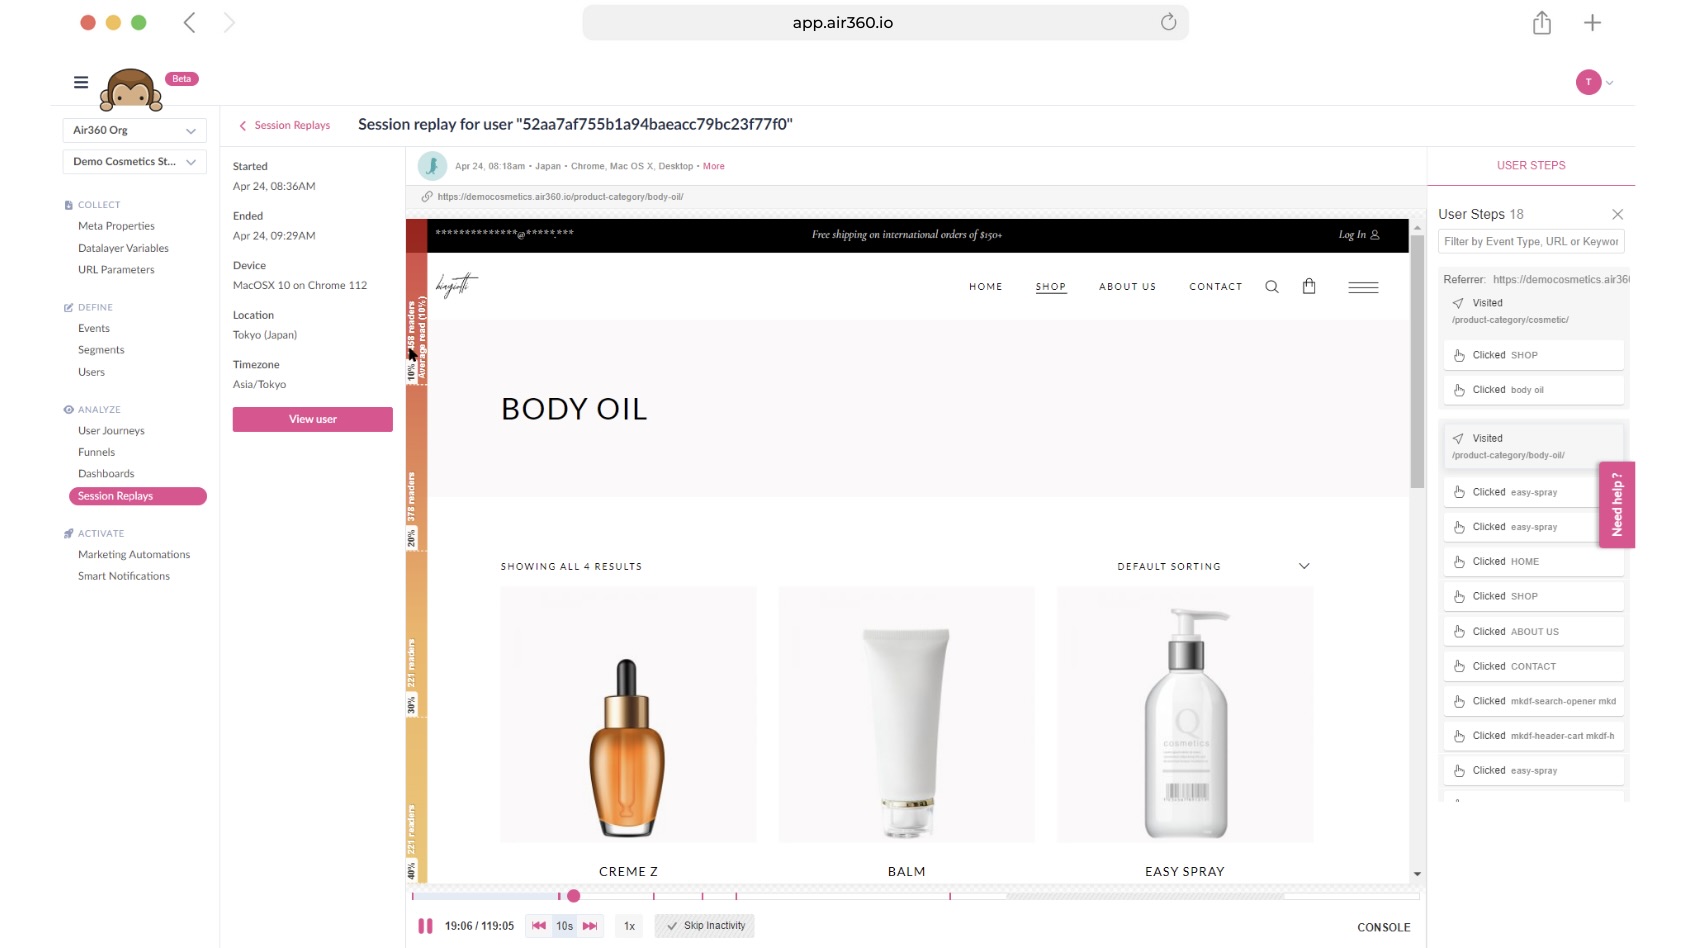 app.air360.io
Beta
T
Air360 Org
Demo Cosmetics St...
COLLECT
Meta Properties
Datalayer Variables
URL Parameters
DEFINE
Events
Segments
Users
ANALYZE
User Journeys
Funnels
Dashboards
Session Replays
ACTIVATE
Marketing Automations
Smart Notifications
Session Replays
Session replay for user "52aa7af755b1a94baeacc79bc23f77f0"
Started
Apr 24, 08:36AM
Ended
Apr 24, 09:29AM
Device
MacOSX 10 on Chrome 112
Location
Tokyo (Japan)
Timezone
Asia/Tokyo
View user
Apr 24, 08:18am • Japan • Chrome, Mac OS X, Desktop • More
https://democosmetics.air360.io/product-category/body-oil/
**************@*****.***
Free shipping on international orders of $150+
Log In
HOME
SHOP
ABOUT US
CONTACT
10%
readers
Average read (10%)
20%
378 readers
30%
221 readers
40%
221 readers
BODY OIL
SHOWING ALL 4 RESULTS
DEFAULT SORTING
Q
cosmetics
CREME Z
BALM
EASY SPRAY
19:06 / 119:05
10s
1x
Skip Inactivity
CONSOLE
USER STEPS
User Steps 18
Filter by Event Type, URL or Keywor
Referrer: https://democosmetics.air36
Visited
/product-category/cosmetic/
Clicked SHOP
Clicked body oil
Visited
/product-category/body-oil/
Clicked easy-spray
Clicked easy-spray
Clicked HOME
Clicked SHOP
Clicked ABOUT US
Clicked CONTACT
Clicked mkdf-search-opener mkd
Clicked mkdf-header-cart mkdf-h
Clicked easy-spray
Need help ?